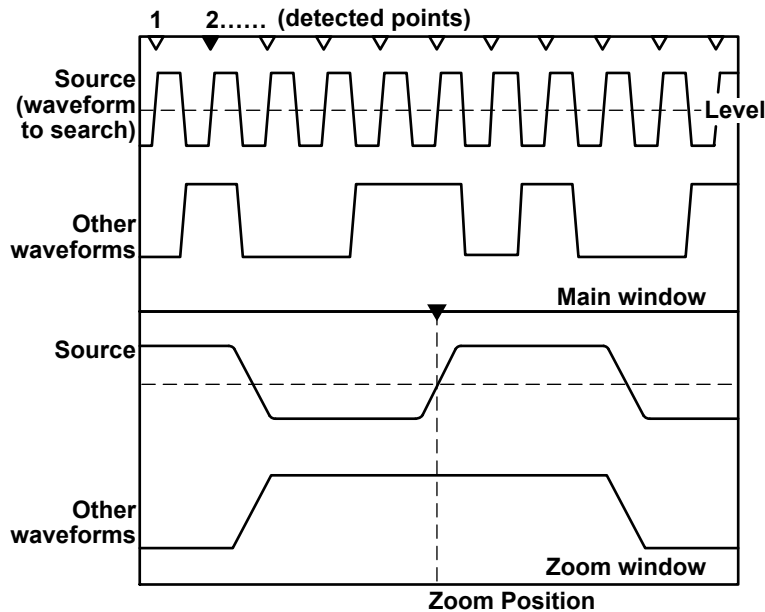 1 2...... (detected points)
Source
(waveform
to search)
Level
Other
waveforms
Main window
Source
Other
waveforms
Zoom window
Zoom Position